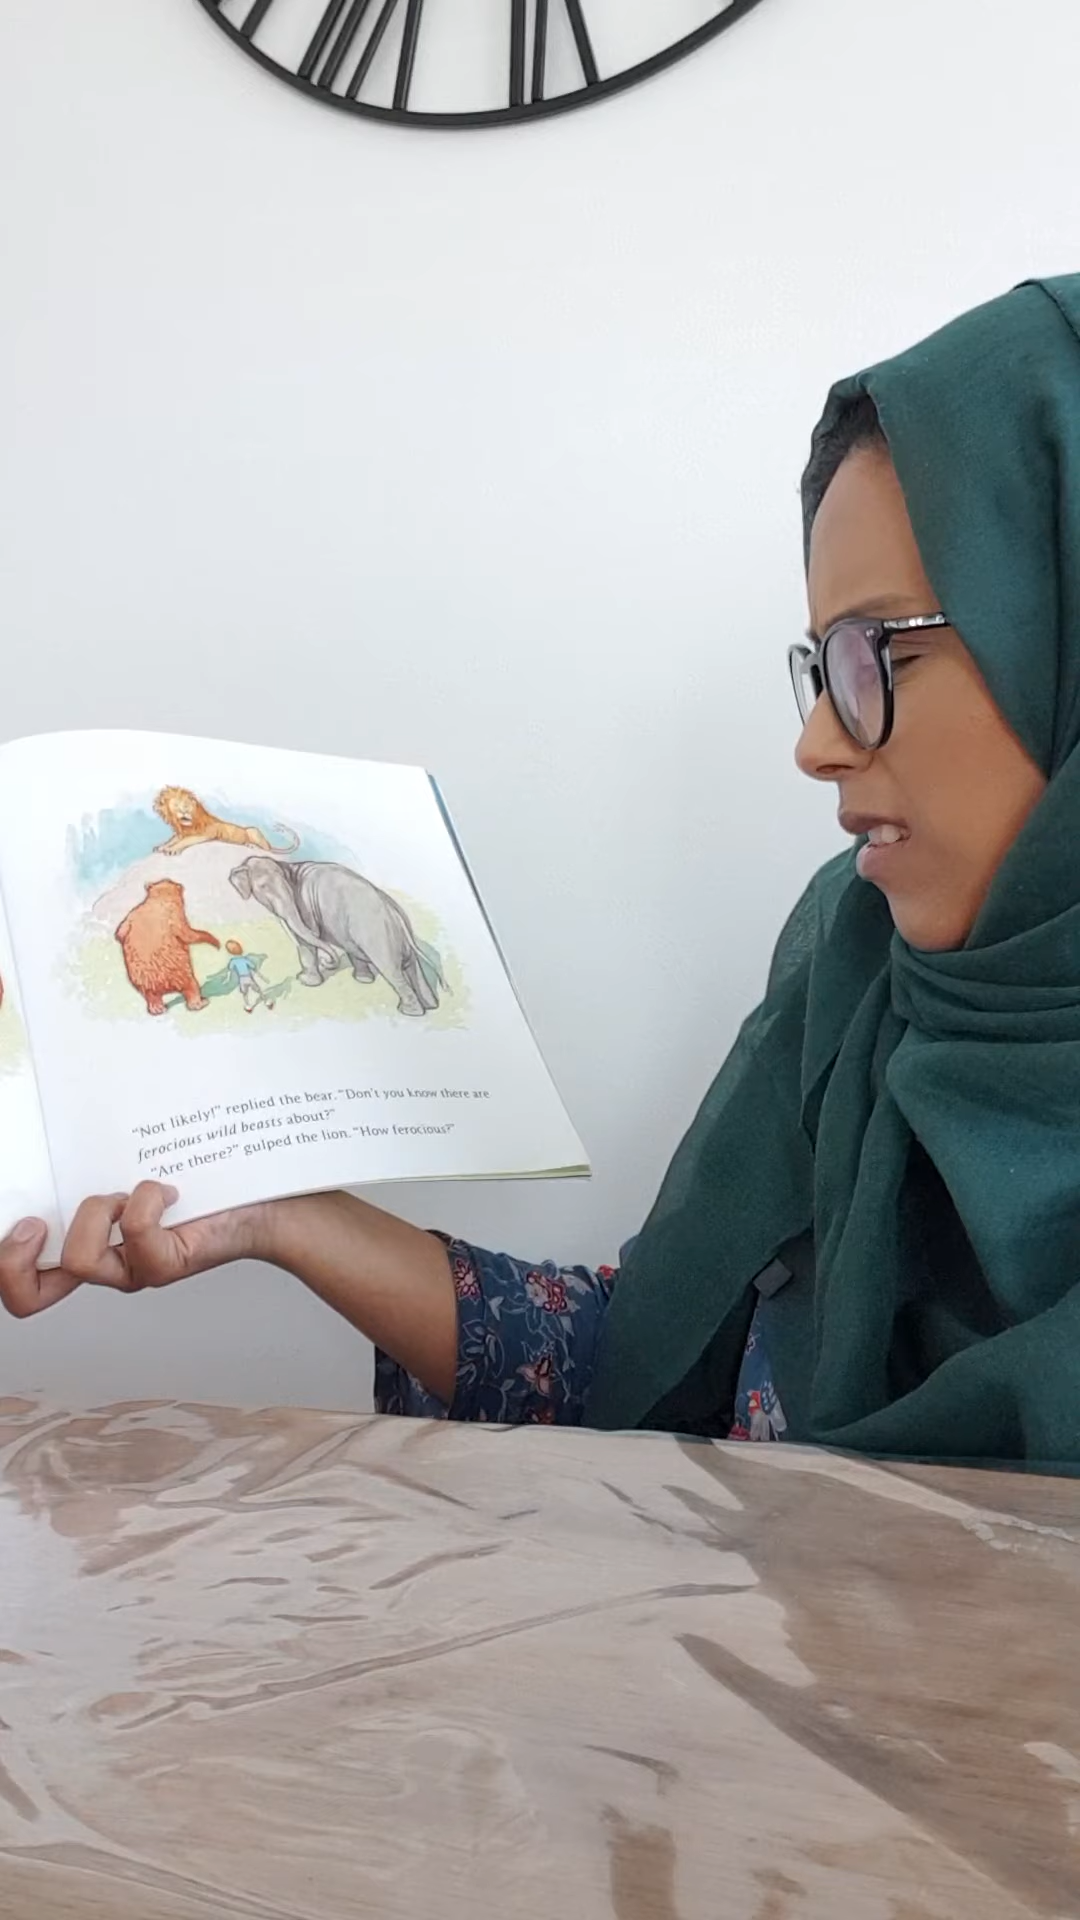 "Not likely!" replied the bear. "Don't you know there are
ferocious wild beasts about?"
"Are there?" gulped the lion. "How ferocious?"